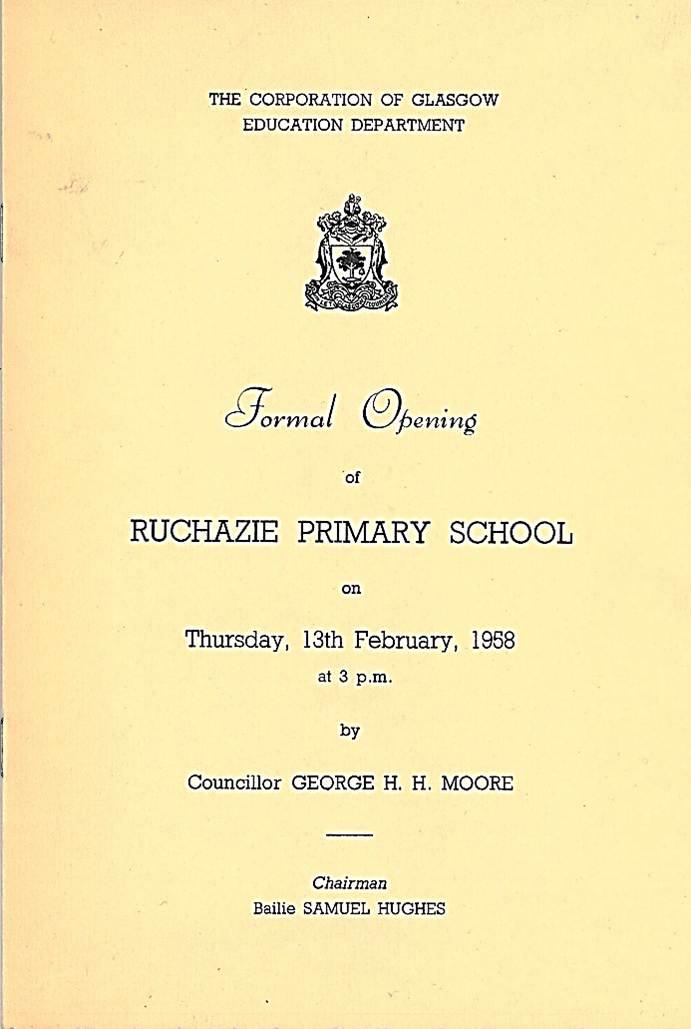 THE CORPORATION OF GLASGOW
EDUCATION DEPARTMENT
Formal Opening
of
RUCHAZIE PRIMARY SCHOOL
on
Thursday, 13th February, 1958
at 3 p.m.
by
Councillor GEORGE H. H. MOORE
Chairman
Bailie SAMUEL HUGHES